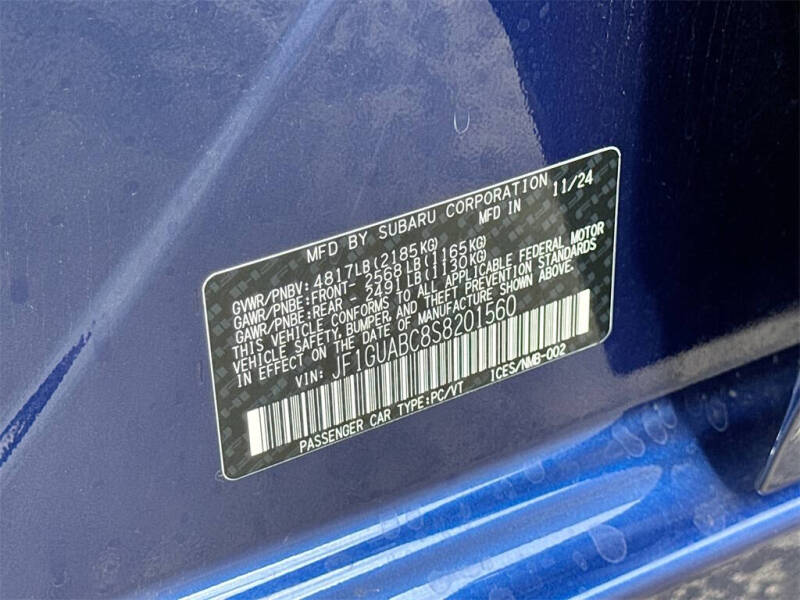 MFD BY SUBARU CORPORATION 11/24
MFD IN
GVWR/PNBV: 4817LB (2185KG)
GAWR/PNBE:FRONT- 2568LB (1165KG)
GAWR/PNBE:REAR - 2491LB (1130KG)
THIS VEHICLE CONFORMS TO ALL APPLICABLE FEDERAL MOTOR
VEHICLE SAFETY, BUMPER, AND THEFT PREVENTION STANDARDS
IN EFFECT ON THE DATE OF MANUFACTURE SHOWN ABOVE.
VIN: JF1GUABC8S8201560
PASSENGER CAR TYPE:PC/VT ICES/NMB-002